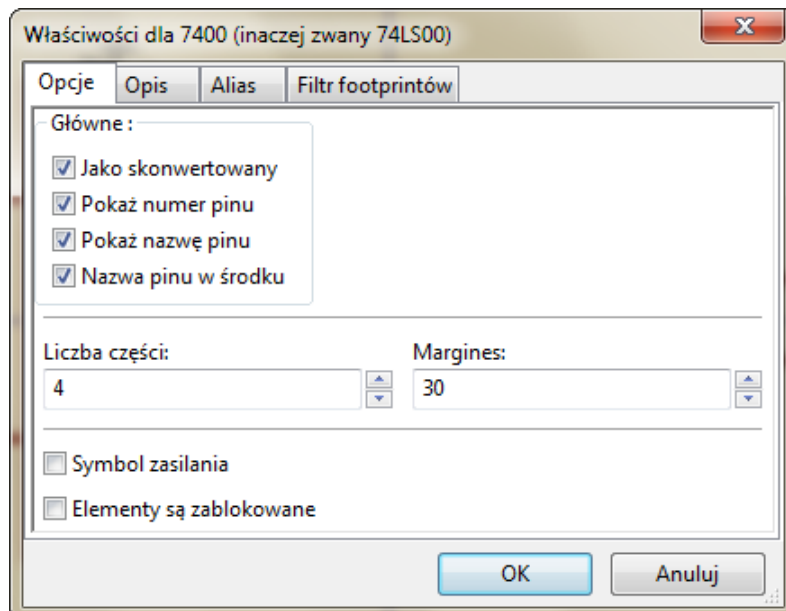 Właściwości dla 7400 (inaczej zwany 74LS00)
Opcje Opis Alias Filtr footprintów
Główne :
Jako skonwertowany
Pokaż numer pinu
Pokaż nazwę pinu
Nazwa pinu w środku
Liczba części: Margines:
4 30
Symbol zasilania
Elementy są zablokowane
OK Anuluj